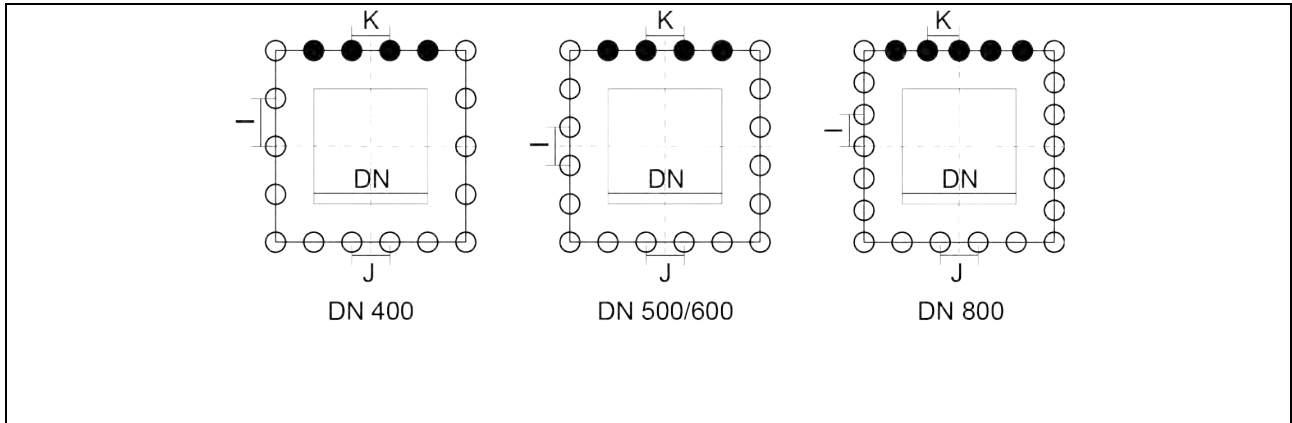 K K K
I I I
DN DN DN
J J J
DN 400 DN 500/600 DN 800